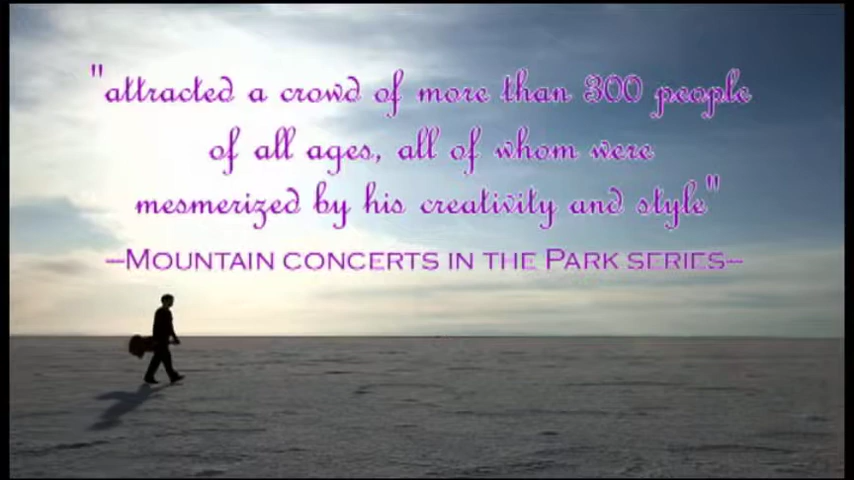 "attracted a crowd of more than 300 people
of all ages, all of whom were
mesmerized by his creativity and style"
—Mountain concerts in the Park series—